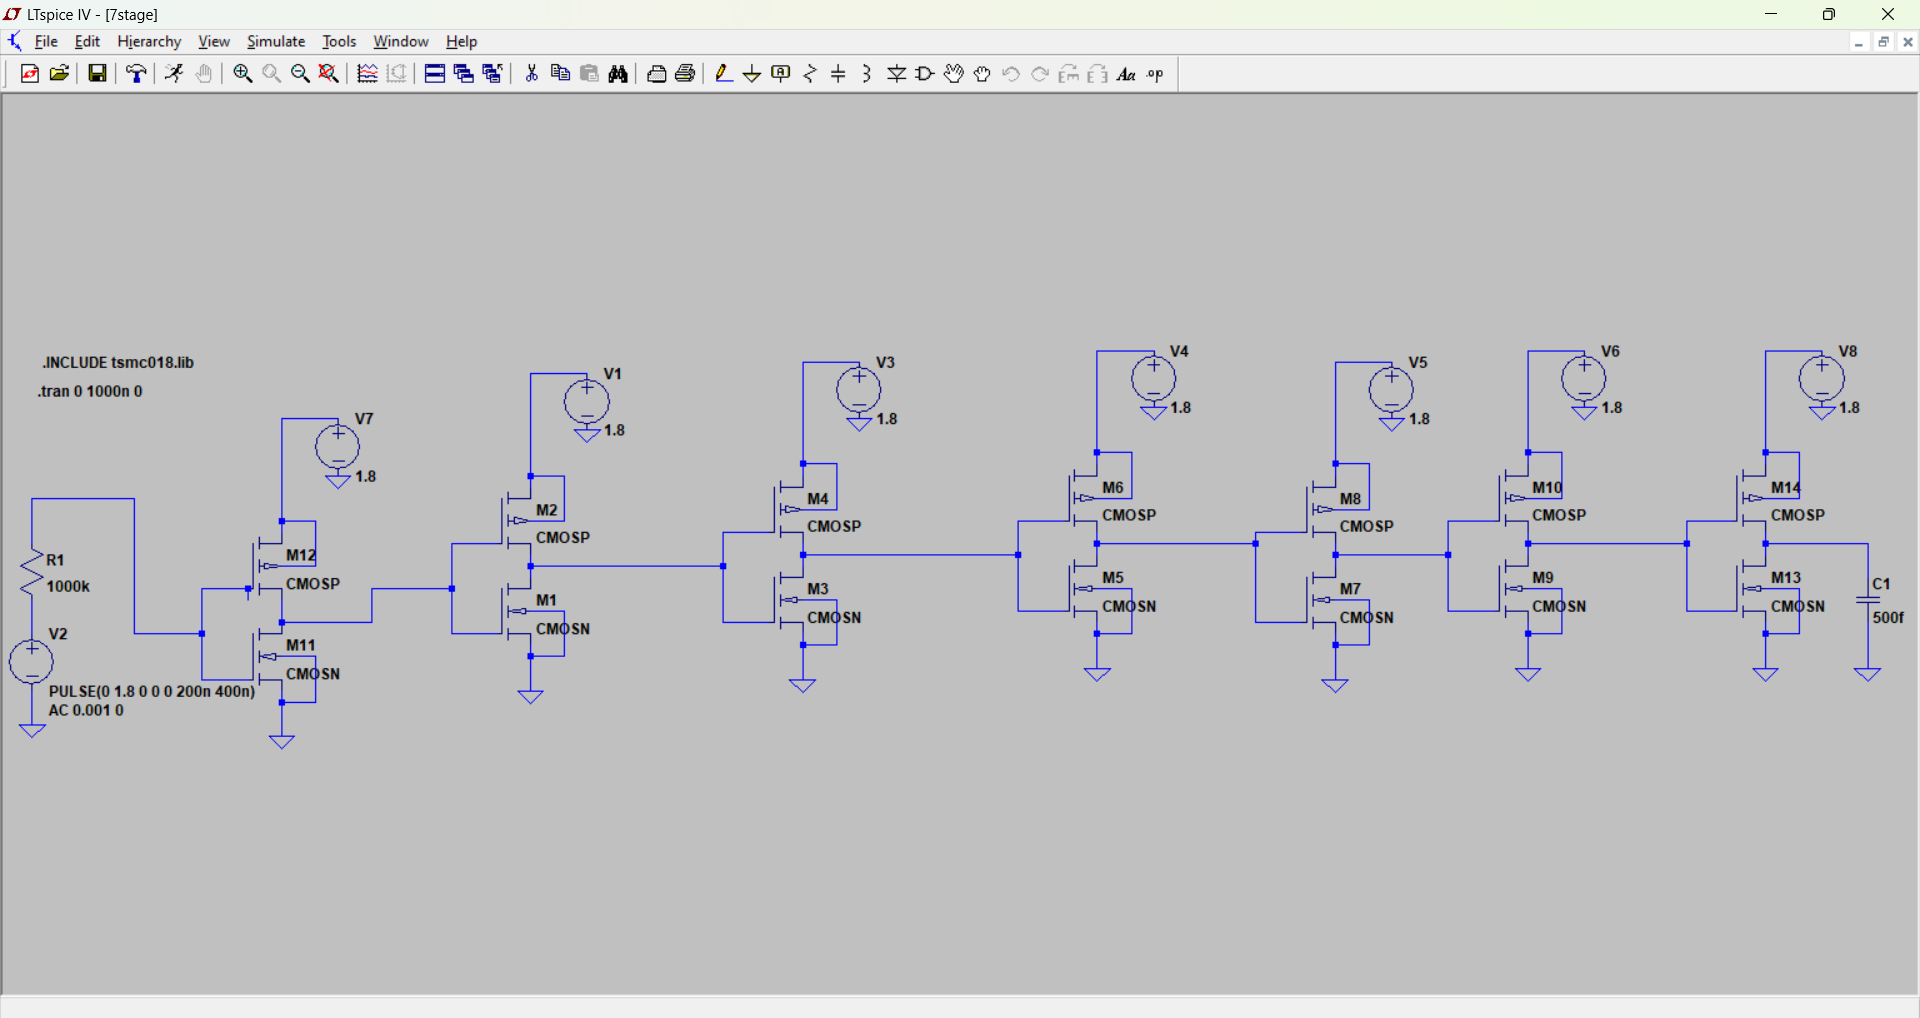 LTspice IV - [7stage]
File Edit Hierarchy View Simulate Tools Window Help
Aa .op
.INCLUDE tsmc018.lib
.tran 0 1000n 0
R1
1000k
V2
PULSE(0 1.8 0 0 0 200n 400n)
AC 0.001 0
V7
1.8
M12
CMOSP
M11
CMOSN
V1
1.8
M2
CMOSP
M1
CMOSN
V3
1.8
M4
CMOSP
M3
CMOSN
V4
1.8
M6
CMOSP
M5
CMOSN
V5
1.8
M8
CMOSP
M7
CMOSN
V6
1.8
M10
CMOSP
M9
CMOSN
V8
1.8
M14
CMOSP
M13
CMOSN
C1
500f